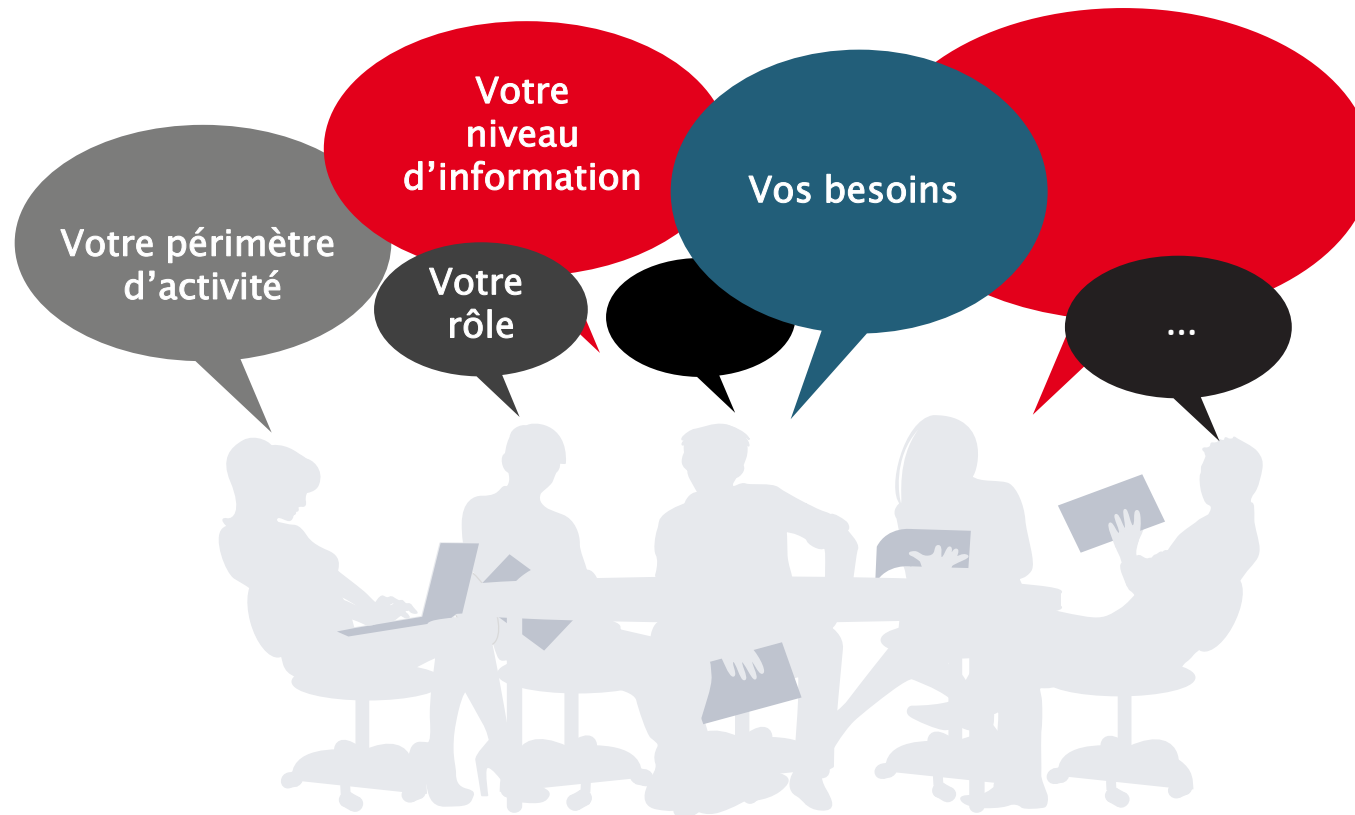 Votre périmètre
d’activité
Votre
niveau
d’information
Votre
rôle
Vos besoins
...